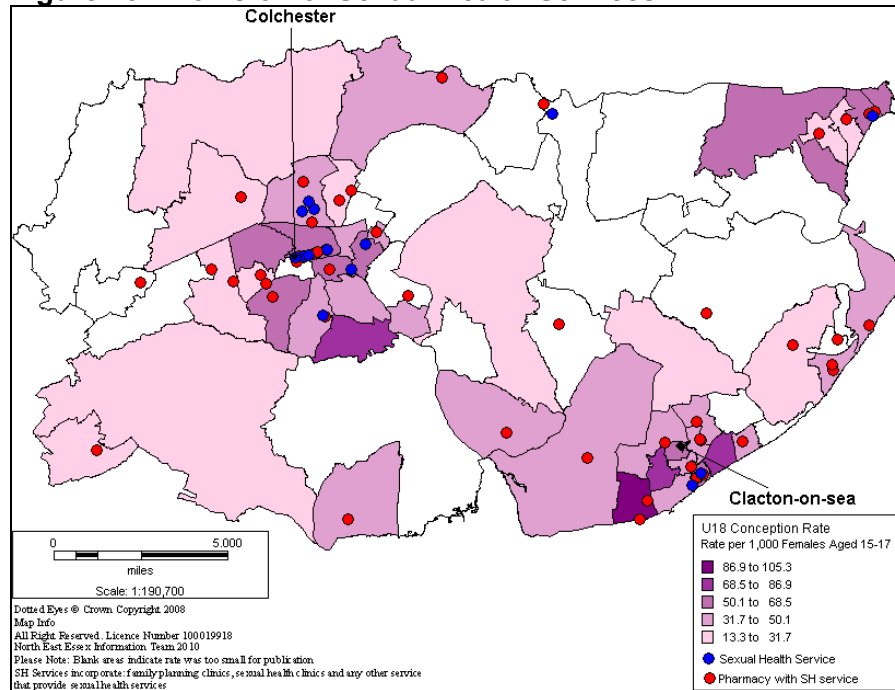 Colchester
Clacton-on-sea
U18 Conception Rate
Rate per 1,000 Females Aged 15-17
86.9 to 105.3
68.5 to 86.9
50.1 to 68.5
31.7 to 50.1
13.3 to 31.7
Sexual Health Service
Pharmacy with SH service
0 5.000
miles
Scale: 1:190,700
Dotted Eyes © Crown Copyright 2008
Map Info
All Right Reserved. Licence Number 100019918
North East Essex Information Team 2010
Please Note: Blank areas indicate rate was too small for publication
SH Services incorporate: family planning clinics, sexual health clinics and any other service
that provide sexual health services